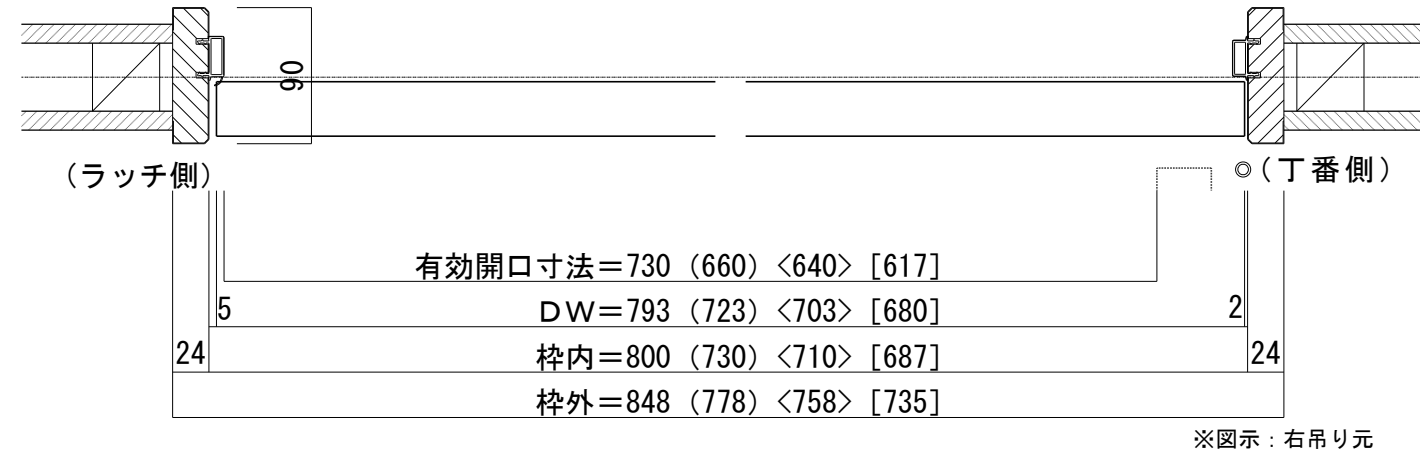 90
(ラッチ側)
◎(丁番側)
有効開口寸法=730 (660) <640> [617]
5
DW=793 (723) <703> [680]
2
24
枠内=800 (730) <710> [687]
24
枠外=848 (778) <758> [735]
※図示:右吊り元